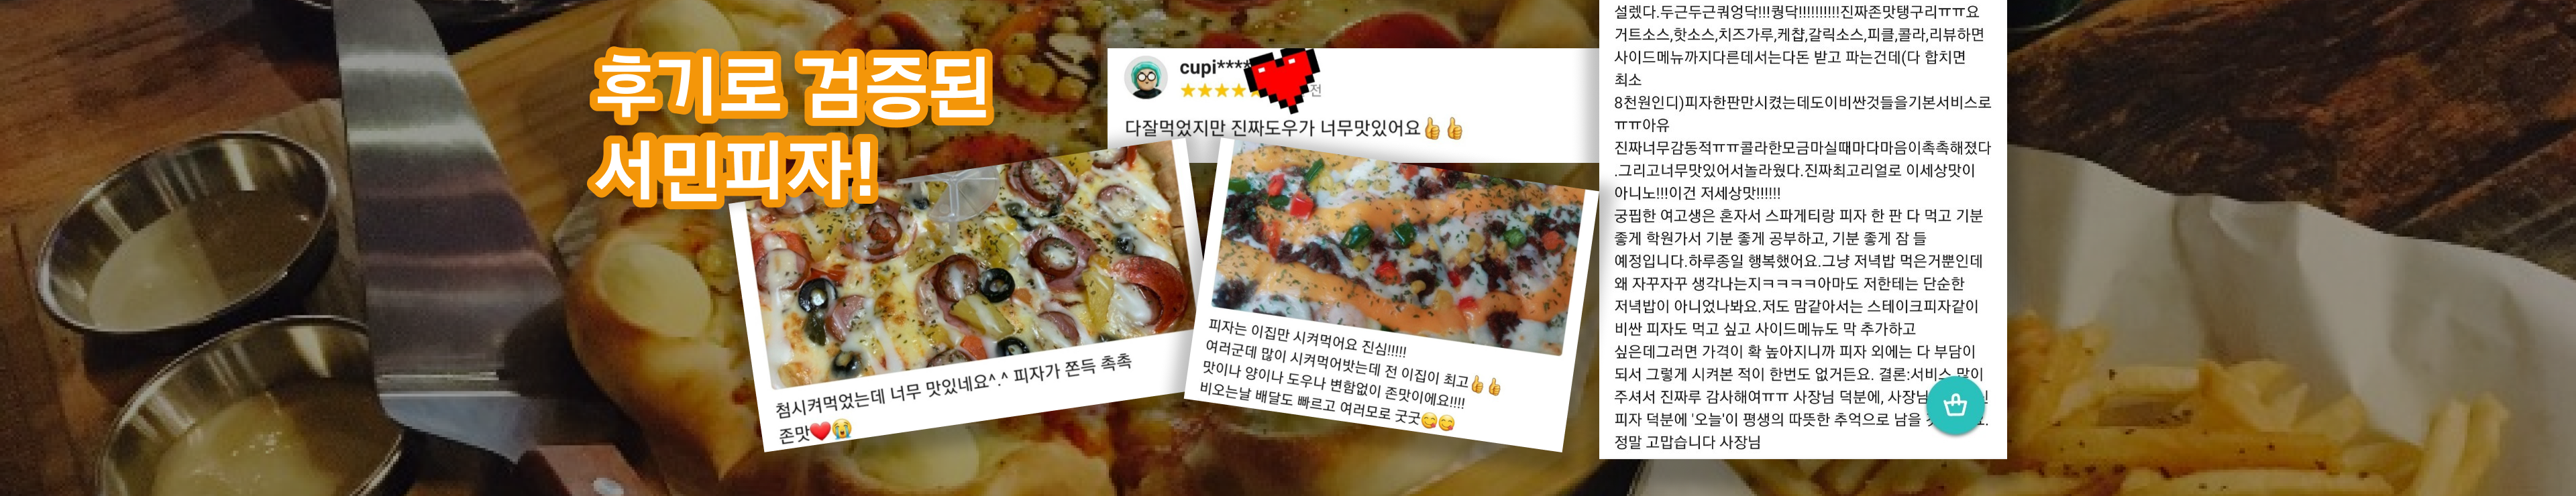 후기로 검증된
서민피자!
cupi****
전
다잘먹었지만 진짜도우가 너무맛있어요👍👍
첨시켜먹었는데 너무 맛있네요^.^ 피자가 쫀득 촉촉
존맛❤️😭
피자는 이집만 시켜먹어요 진심!!!!!
여러군데 많이 시켜먹어밧는데 전 이집이 최고👍👍
맛이나 양이나 도우나 변함없이 존맛이에요!!!!
비오는날 배달도 빠르고 여러모로 굿굿😋😋
설렜다.두근두근쿼엉닥!!!쿵닥!!!!!!!!!!진짜존맛탱구리ㅠㅠ요
거트소스,핫소스,치즈가루,케챱,갈릭소스,피클,콜라,리뷰하면
사이드메뉴까지다른데서는다돈 받고 파는건데(다 합치면
최소
8천원인디)피자한판만시켰는데도이비싼것들을기본서비스로
ㅠㅠ아유
진짜너무감동적ㅠㅠ콜라한모금마실때마다마음이촉촉해졌다
.그리고너무맛있어서놀라웠다.진짜최고리얼로 이세상맛이
아니노!!!이건 저세상맛!!!!!!
궁핍한 여고생은 혼자서 스파게티랑 피자 한 판 다 먹고 기분
좋게 학원가서 기분 좋게 공부하고, 기분 좋게 잠 들
예정입니다.하루종일 행복했어요.그냥 저녁밥 먹은거뿐인데
왜 자꾸자꾸 생각나는지ㅋㅋㅋㅋ아마도 저한테는 단순한
저녁밥이 아니었나봐요.저도 맘같아서는 스테이크피자같이
비싼 피자도 먹고 싶고 사이드메뉴도 막 추가하고
싶은데그러면 가격이 확 높아지니까 피자 외에는 다 부담이
되서 그렇게 시켜본 적이 한번도 없거든요. 결론:서비스 많이
주셔서 진짜루 감사해여ㅠㅠ 사장님 덕분에, 사장님
피자 덕분에 '오늘'이 평생의 따뜻한 추억으로 남을
정말 고맙습니다 사장님